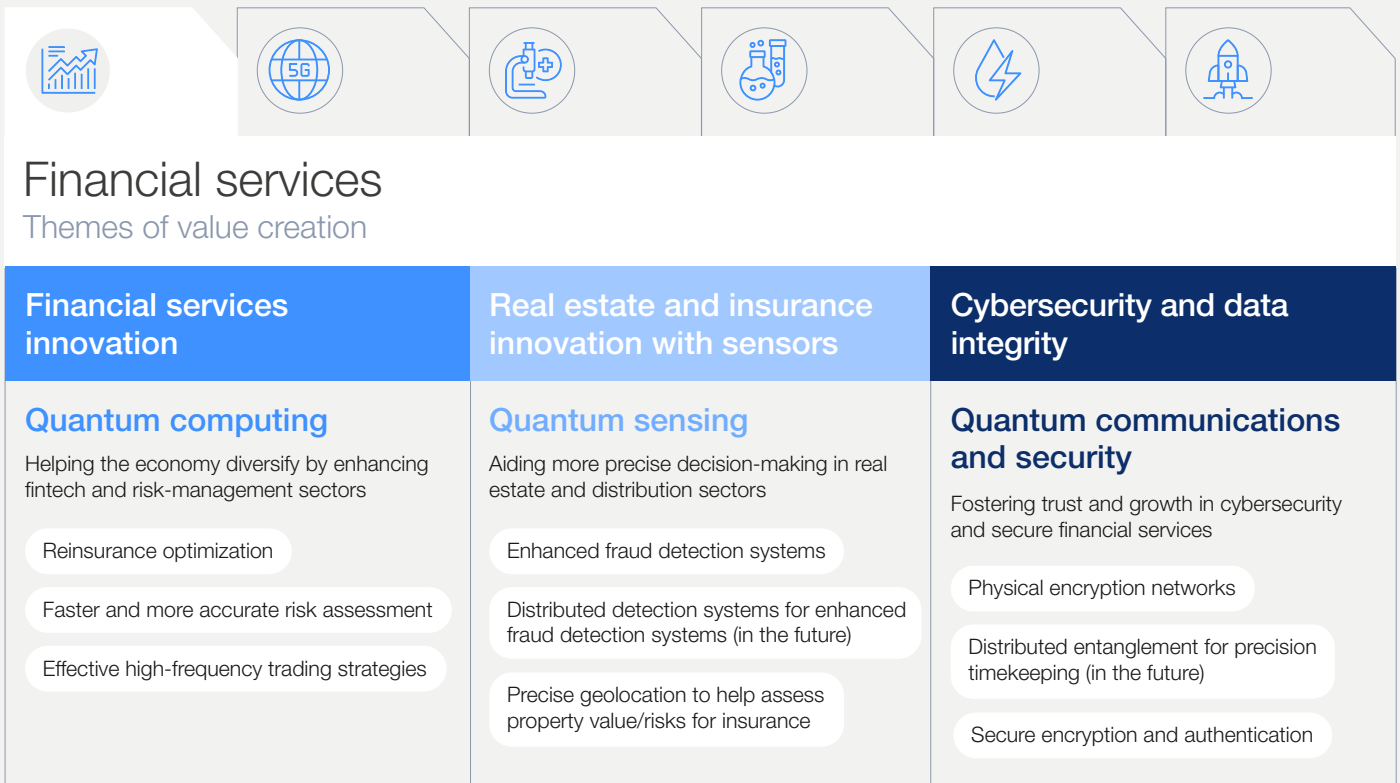 5G
Financial services
Themes of value creation
Financial services
innovation
Quantum computing
Helping the economy diversify by enhancing
fintech and risk-management sectors
Reinsurance optimization
Faster and more accurate risk assessment
Effective high-frequency trading strategies
Real estate and insurance
innovation with sensors
Quantum sensing
Aiding more precise decision-making in real
estate and distribution sectors
Enhanced fraud detection systems
Distributed detection systems for enhanced
fraud detection systems (in the future)
Precise geolocation to help assess
property value/risks for insurance
Cybersecurity and data
integrity
Quantum communications
and security
Fostering trust and growth in cybersecurity
and secure financial services
Physical encryption networks
Distributed entanglement for precision
timekeeping (in the future)
Secure encryption and authentication